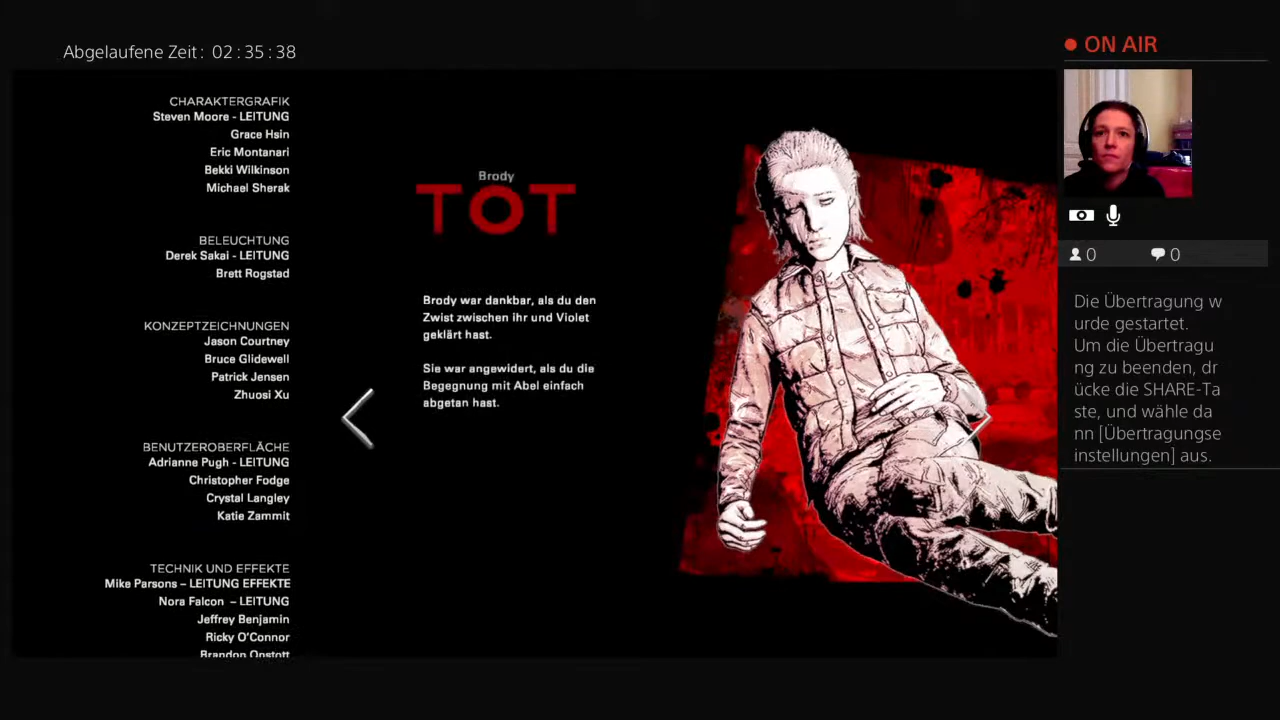 Abgelaufene Zeit: 02:35:38
ON AIR
CHARAKTERGRAFIK
Steven Moore - LEITUNG
Grace Hsin
Eric Montanari
Bekki Wilkinson
Michael Sherak
BELEUCHTUNG
Derek Sakai - LEITUNG
Brett Rogstad
KONZEPTZEICHNUNGEN
Jason Courtney
Bruce Glidewell
Patrick Jensen
Zhuosi Xu
BENUTZEROBERFLÄCHE
Adrianne Pugh - LEITUNG
Christopher Fodge
Crystal Langley
Katie Zammit
TECHNIK UND EFFEKTE
Mike Parsons – LEITUNG EFFEKTE
Nora Falcon – LEITUNG
Jeffrey Benjamin
Ricky O'Connor
Brandon Opstott
Brody
TOT
Brody war dankbar, als du den
Zwist zwischen ihr und Violet
geklärt hast.
Sie war angewidert, als du die
Begegnung mit Abel einfach
abgetan hast.
0
0
Die Übertragung w
urde gestartet.
Um die Übertragu
ng zu beenden, dr
ücke die SHARE-Ta
ste, und wähle da
nn [Übertragungse
instellungen] aus.